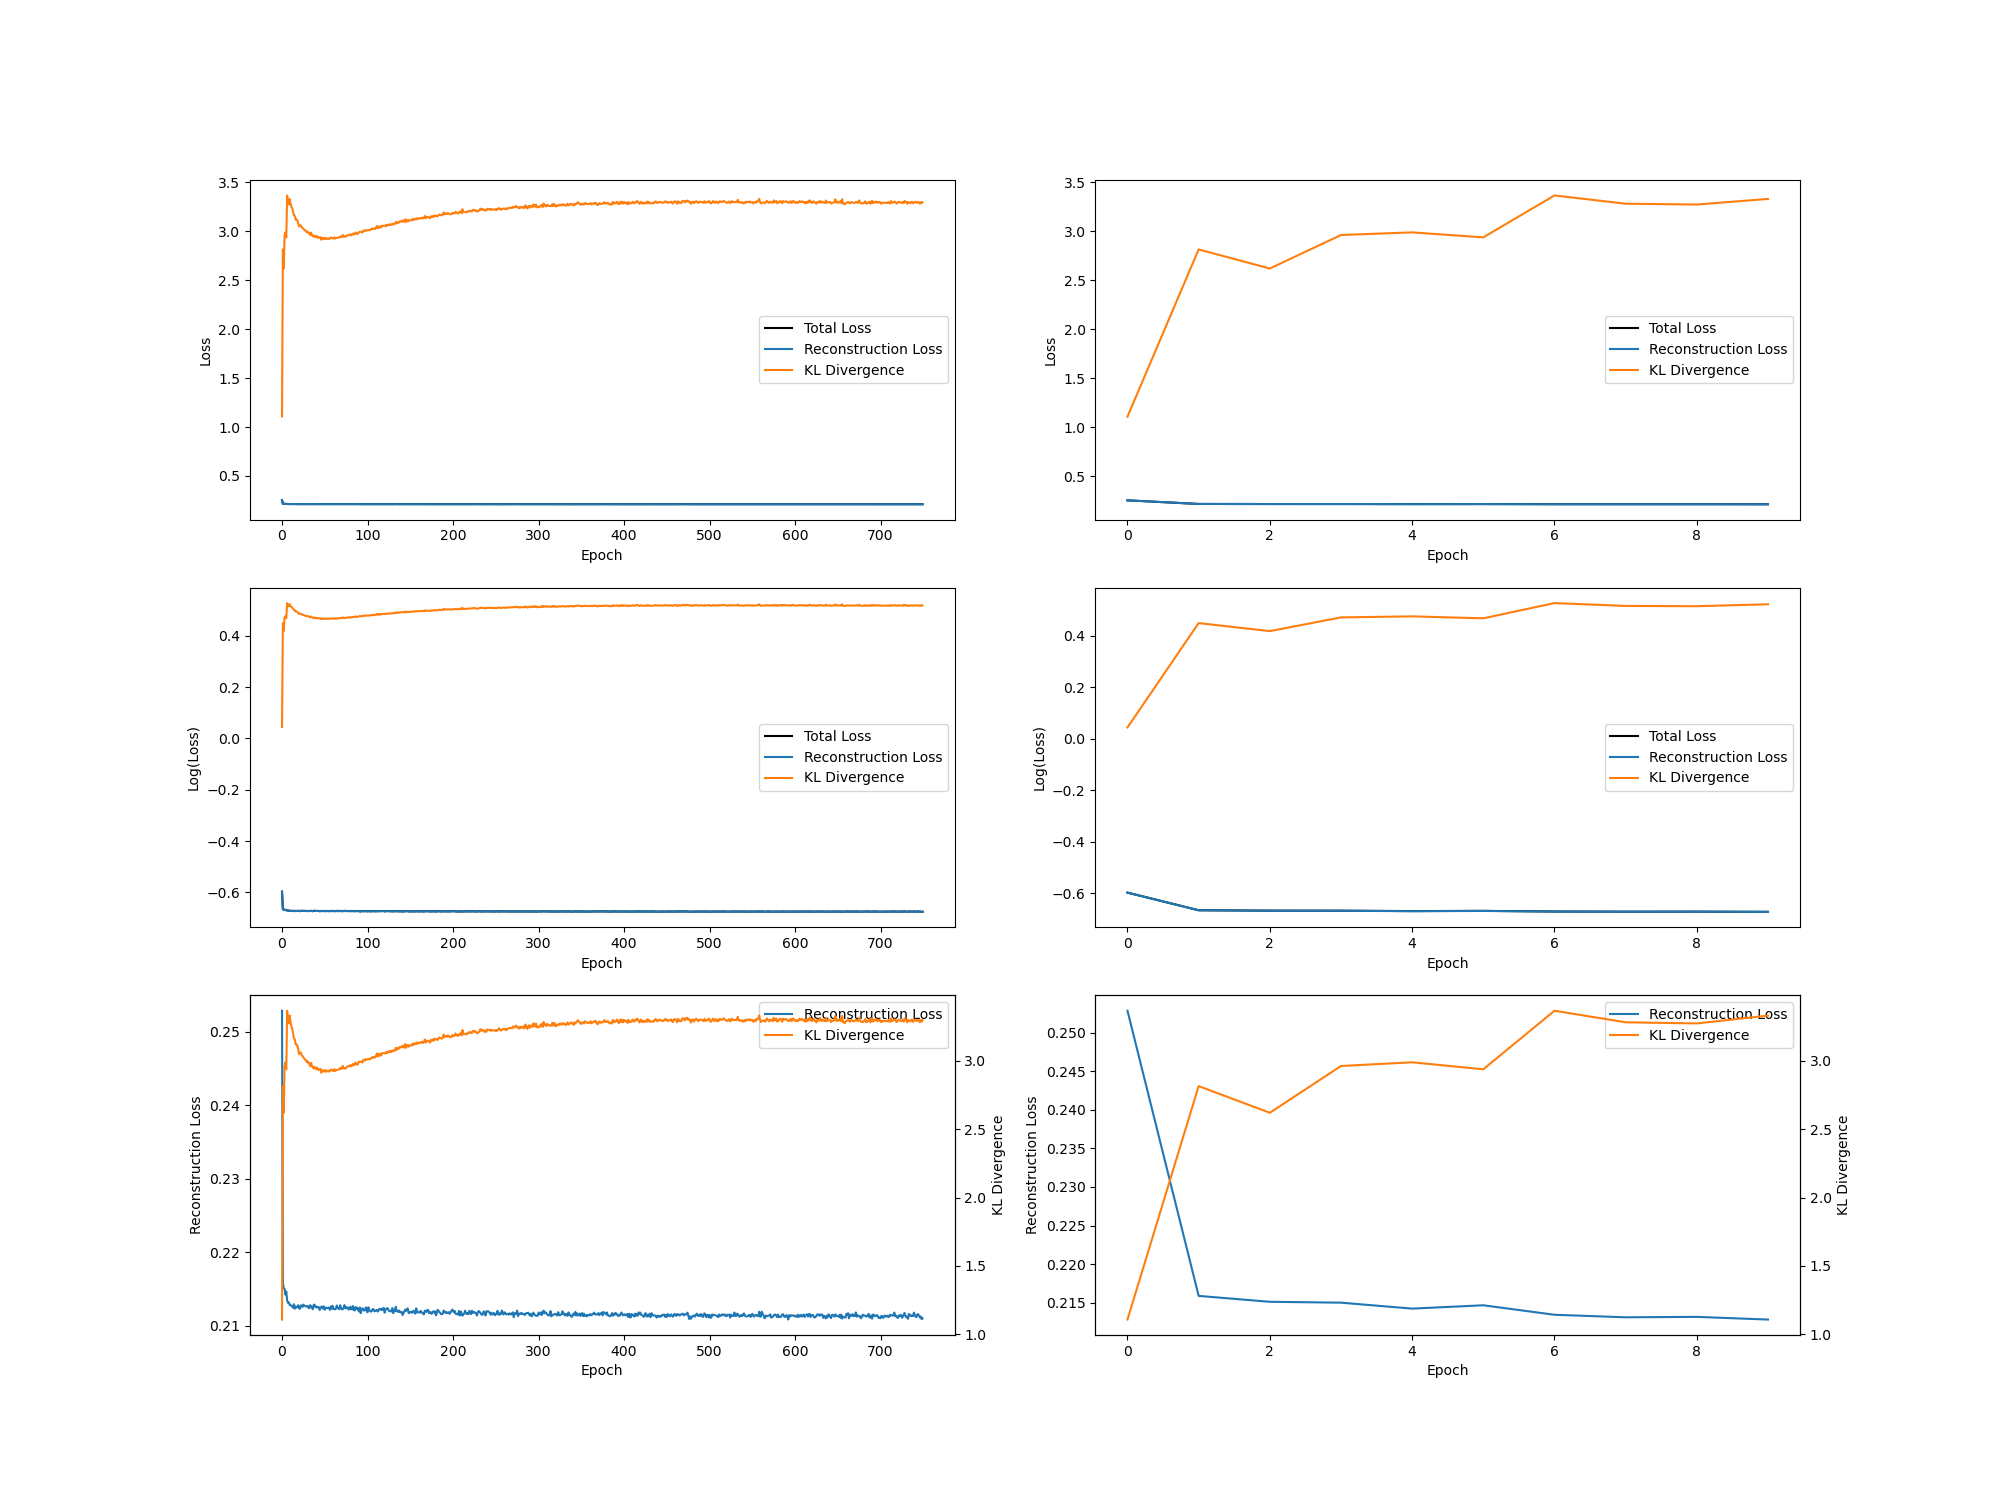 3.5
3.0
2.5
2.0
1.5
1.0
0.5
Loss
Total Loss
Reconstruction Loss
KL Divergence
0 100 200 300 400 500 600 700
Epoch
3.5
3.0
2.5
2.0
1.5
1.0
0.5
Loss
Total Loss
Reconstruction Loss
KL Divergence
0 2 4 6 8
Epoch
0.4
0.2
0.0
−0.2
−0.4
−0.6
Log(Loss)
Total Loss
Reconstruction Loss
KL Divergence
0 100 200 300 400 500 600 700
Epoch
0.4
0.2
0.0
−0.2
−0.4
−0.6
Log(Loss)
Total Loss
Reconstruction Loss
KL Divergence
0 2 4 6 8
Epoch
0.25
0.24
0.23
0.22
0.21
Reconstruction Loss
Reconstruction Loss
KL Divergence
3.0
2.5
2.0
1.5
1.0
KL Divergence
0 100 200 300 400 500 600 700
Epoch
0.250
0.245
0.240
0.235
0.230
0.225
0.220
0.215
Reconstruction Loss
Reconstruction Loss
KL Divergence
3.0
2.5
2.0
1.5
1.0
KL Divergence
0 2 4 6 8
Epoch